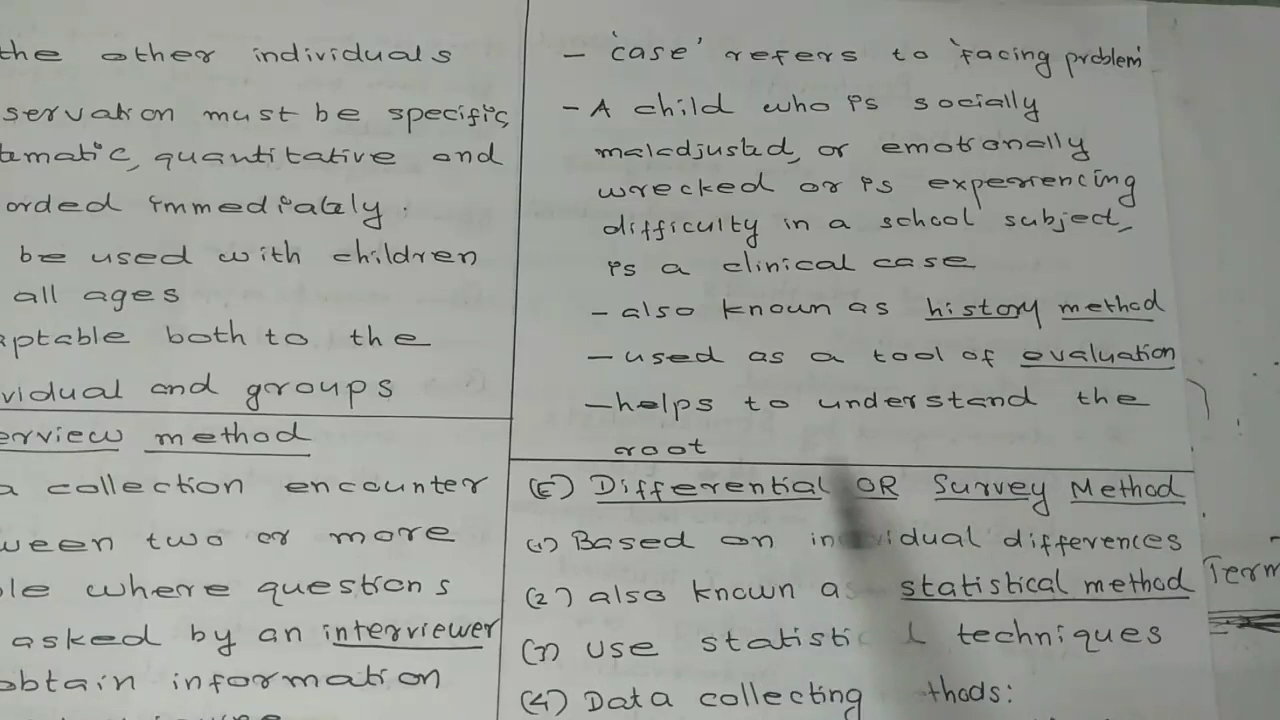 the other individuals
servation must be specific,
tematic, quantitative and
orded immediately.
be used with children
all ages
aptable both to the
vidual and groups
erview method
a collection encounter
ween two or more
ple where questions
asked by an interviewer
obtain information
- 'case' refers to 'facing problem'
- A child who is socially
maladjusted, or emotionally
wrecked or is experiencing
difficulty in a school subject,
is a clinical case
- also known as history method
- used as a tool of evaluation
- helps to understand the
root
(E) Differential OR Survey Method
(1) Based on individual differences
(2) also known as statistical method
(3) use statistical techniques
(4) Data collecting thods:
Term